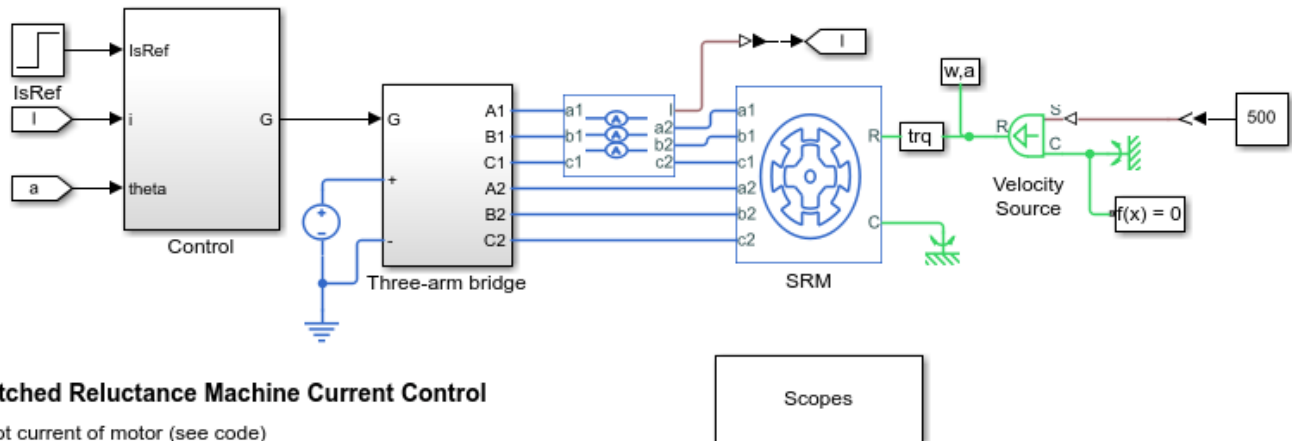 IsRef
I
i
a
theta
G
IsRef
Control
G
+
-
A1
B1
C1
A2
B2
C2
Three-arm bridge
+
−
a1
b1
c1
A
A
A
I
a2
b2
c2
I
a1
b1
c1
a2
b2
c2
R
C
SRM
trq
w,a
R
S
C
Velocity
Source
500
f(x) = 0
Scopes
tched Reluctance Machine Current Control
ot current of motor (see code)